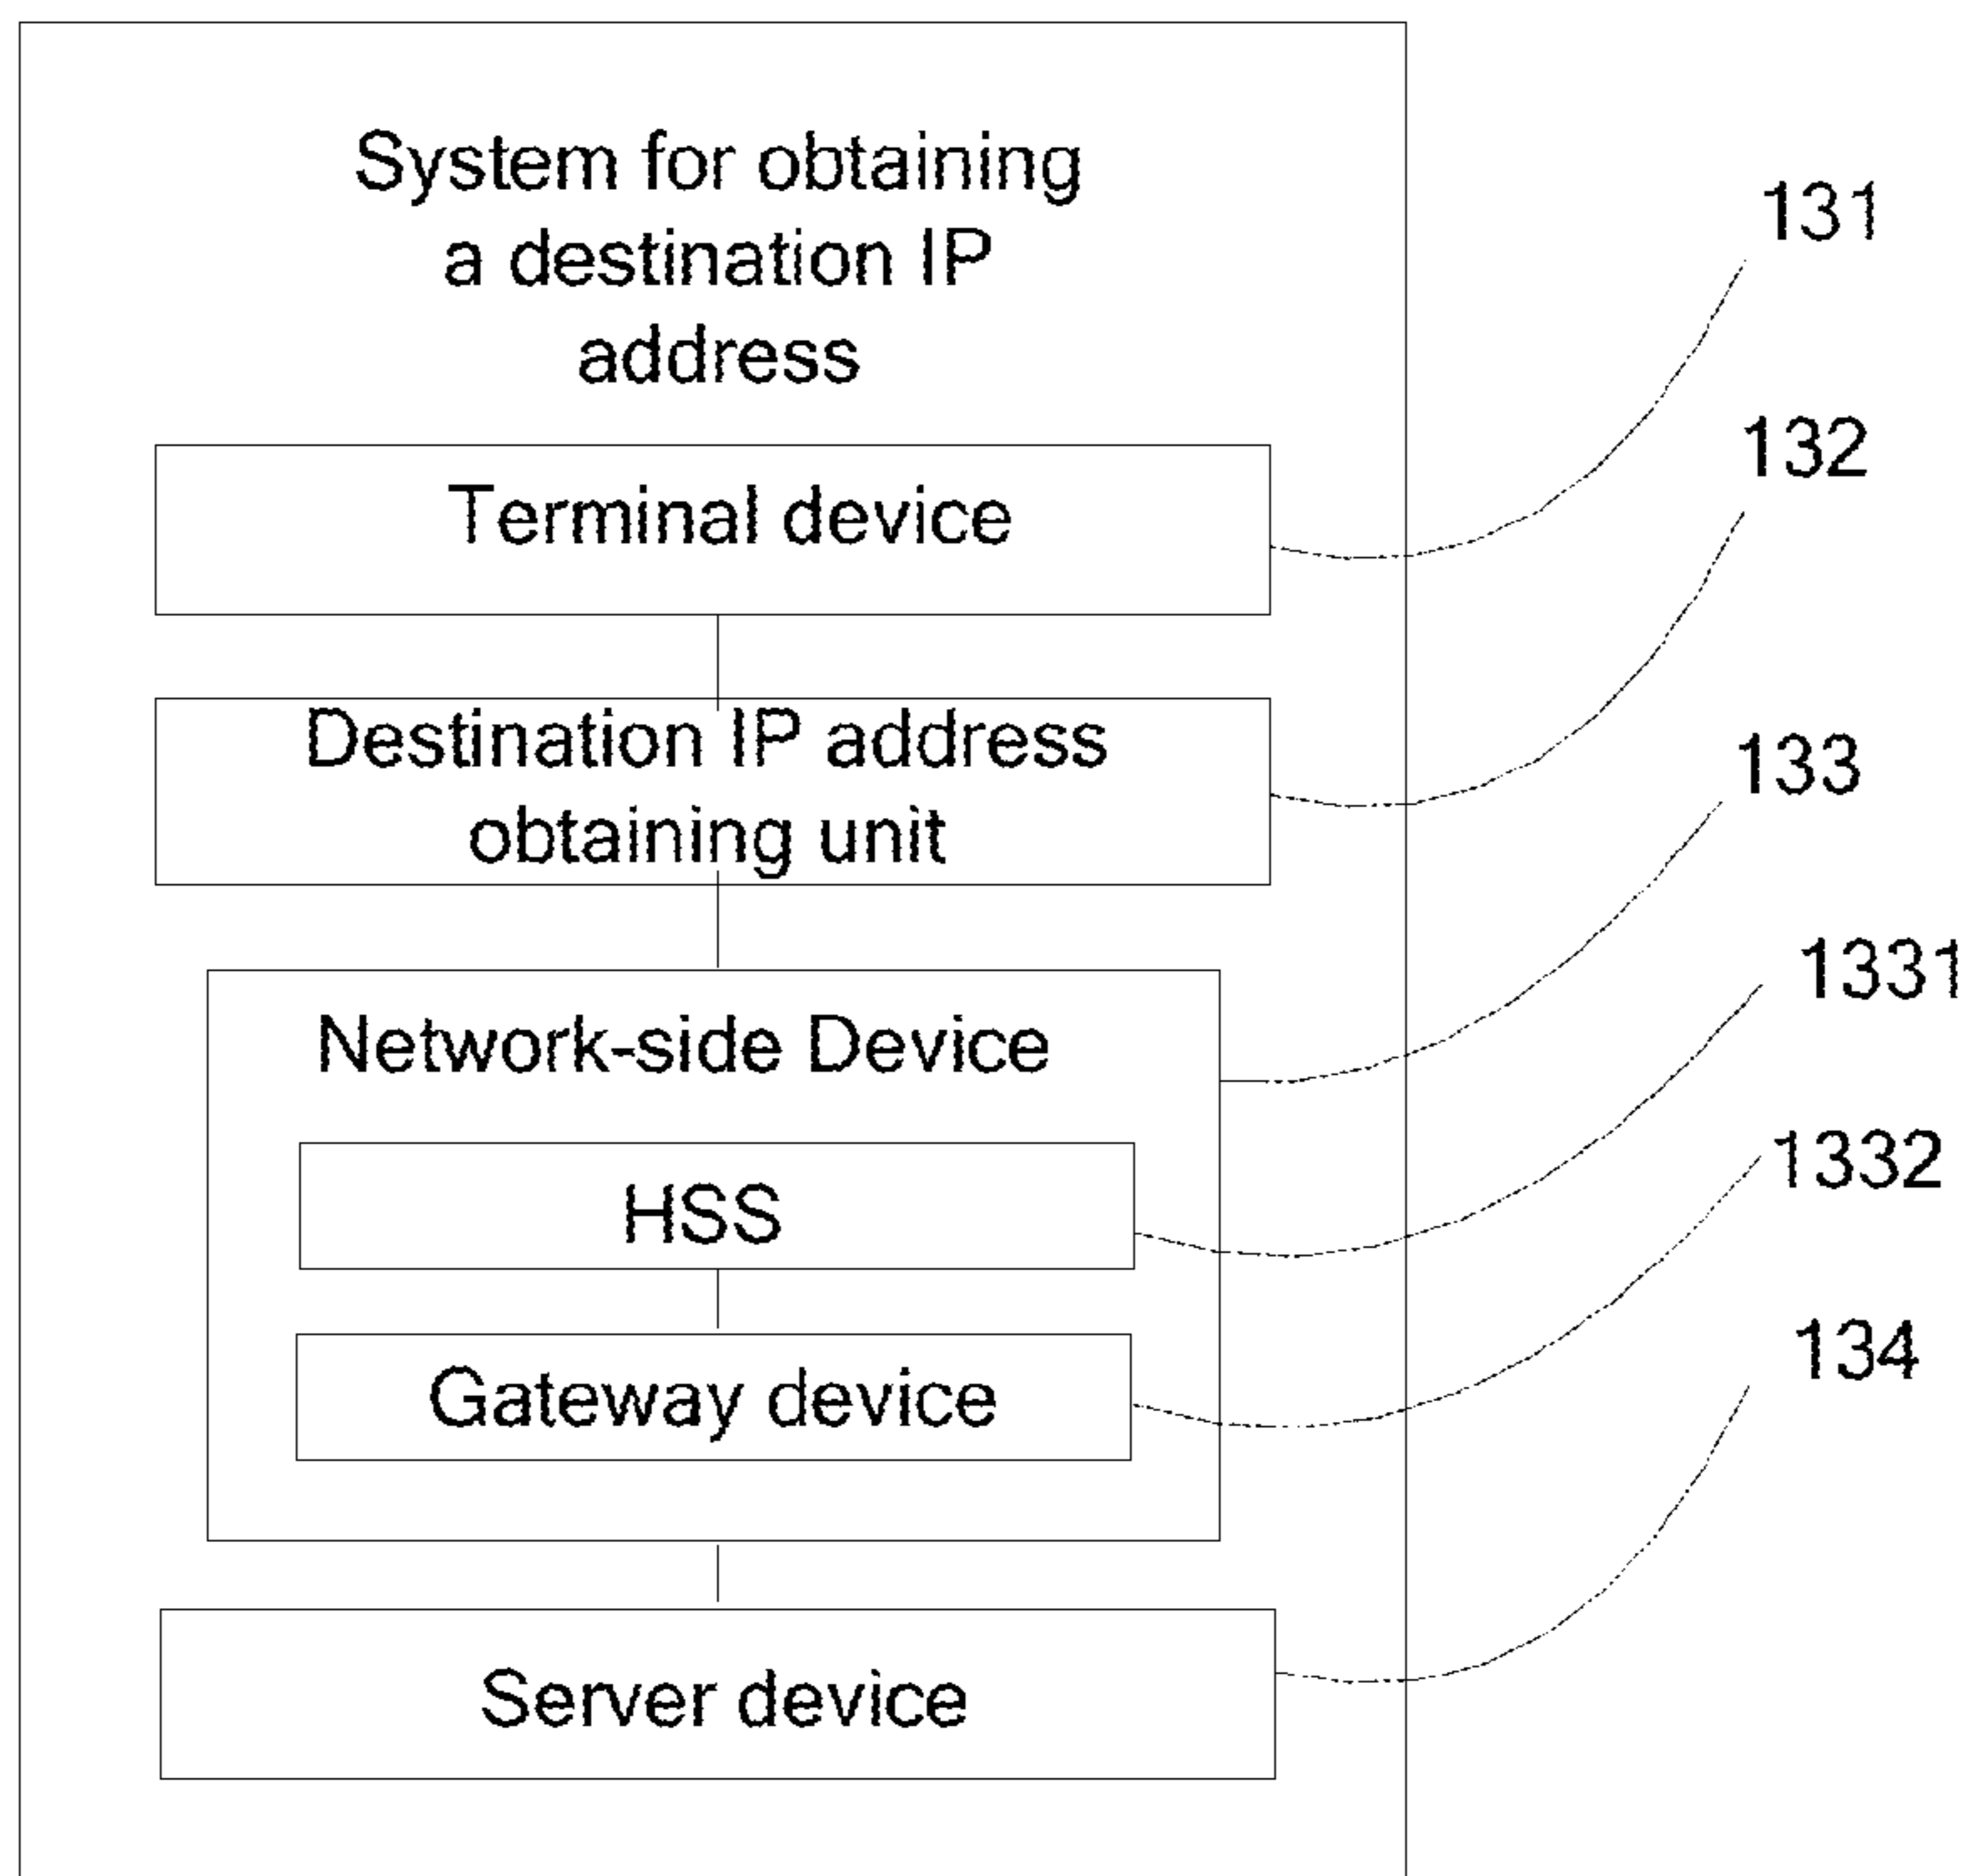 System for obtaining
a destination IP
address
131
Terminal device
132
Destination IP address
obtaining unit
133
Network-side Device
1331
HSS
1332
Gateway device
134
Server device